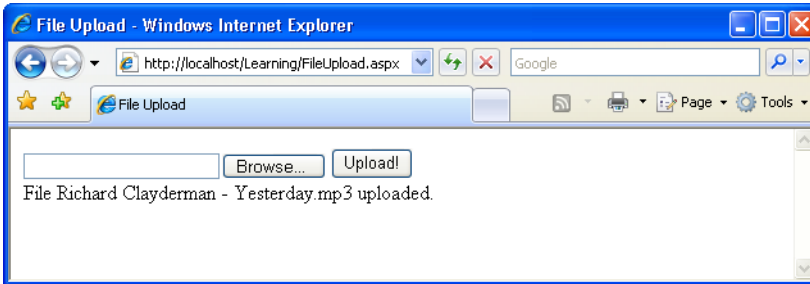 File Upload - Windows Internet Explorer
http://localhost/Learning/FileUpload.aspx
Google
File Upload
Page
Tools
Browse...
Upload!
File Richard Clayderman - Yesterday.mp3 uploaded.